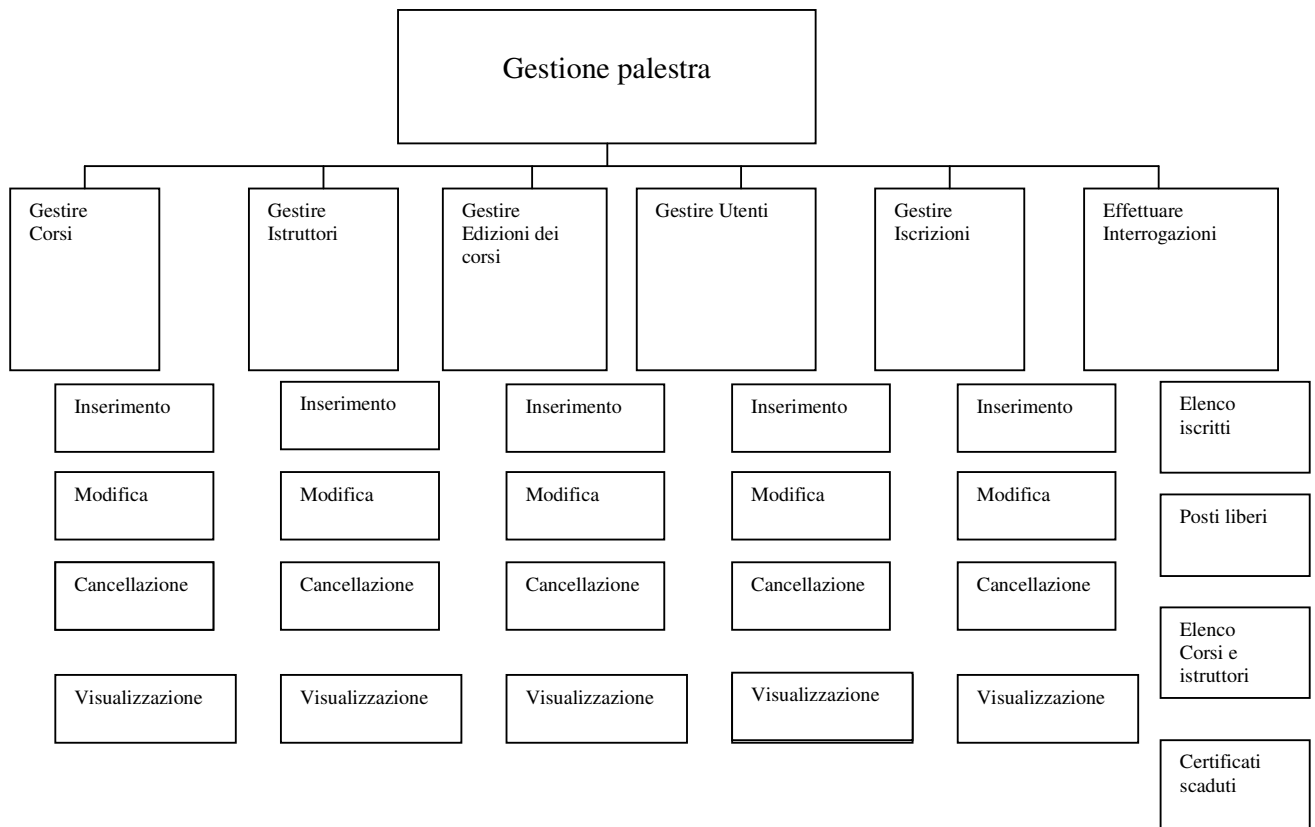 Gestione palestra
Gestire
Corsi
Gestire
Istruttori
Gestire
Edizioni dei
corsi
Gestire Utenti
Gestire
Iscrizioni
Effettuare
Interrogazioni
Inserimento
Inserimento
Inserimento
Inserimento
Inserimento
Elenco
iscritti
Modifica
Modifica
Modifica
Modifica
Modifica
Posti liberi
Cancellazione
Cancellazione
Cancellazione
Cancellazione
Cancellazione
Elenco
Corsi e
istruttori
Visualizzazione
Visualizzazione
Visualizzazione
Visualizzazione
Visualizzazione
Certificati
scaduti